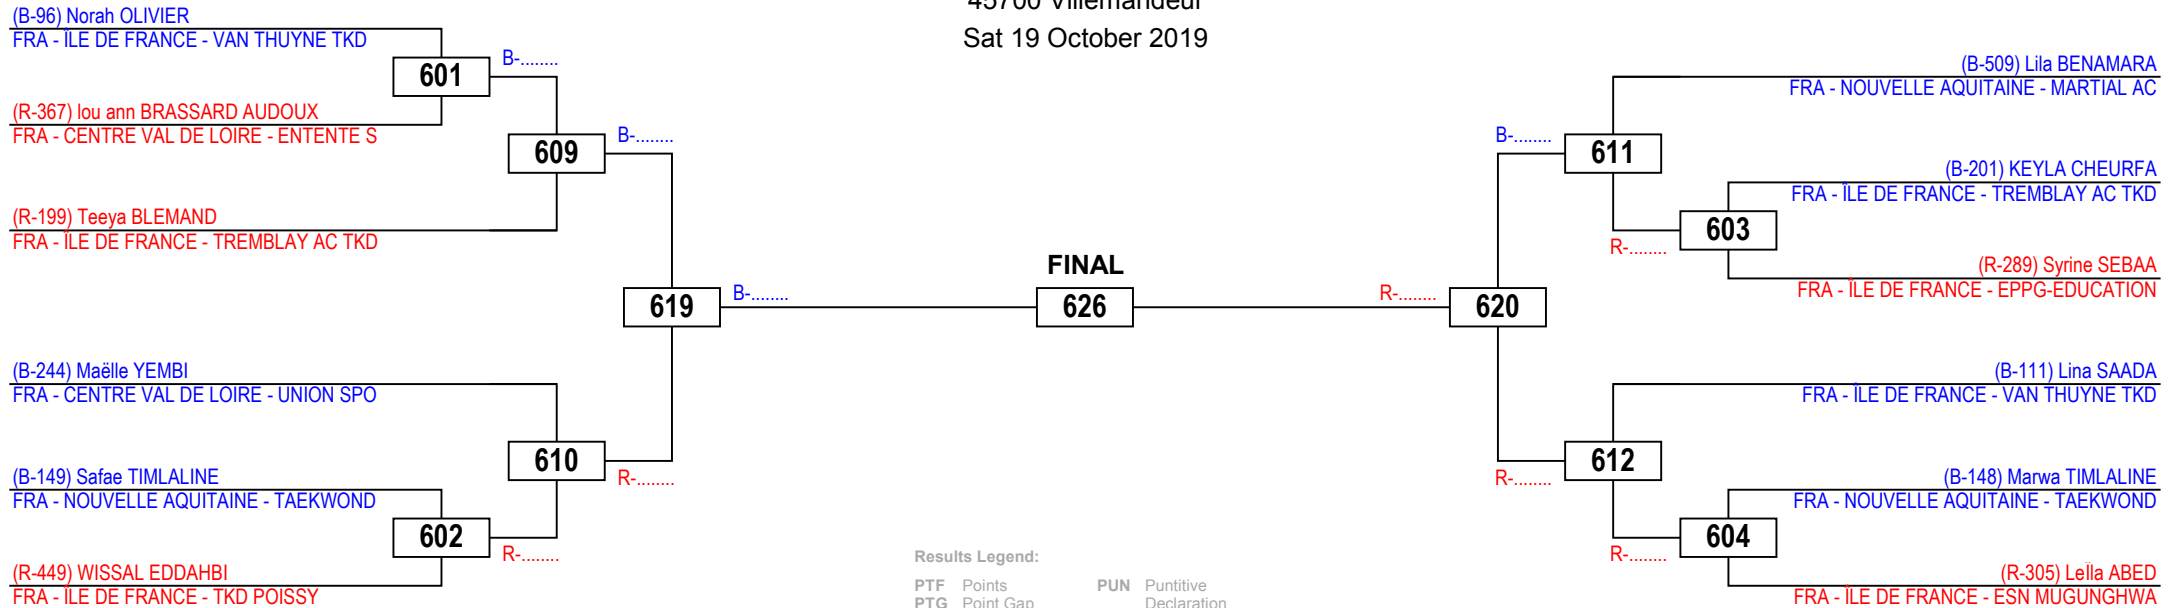 45700 Villemandeur
Sat 19 October 2019
(B-96) Norah OLIVIER
FRA - ÎLE DE FRANCE - VAN THUYNE TKD
601
B-........
(R-367) lou ann BRASSARD AUDOUX
FRA - CENTRE VAL DE LOIRE - ENTENTE S
609
B-........
(R-199) Teeya BLEMAND
FRA - ÎLE DE FRANCE - TREMBLAY AC TKD
619
B-........
(B-244) Maëlle YEMBI
FRA - CENTRE VAL DE LOIRE - UNION SPO
610
R-........
(B-149) Safae TIMLALINE
FRA - NOUVELLE AQUITAINE - TAEKWOND
602
R-........
(R-449) WISSAL EDDAHBI
FRA - ÎLE DE FRANCE - TKD POISSY
FINAL
626
(B-509) Lila BENAMARA
FRA - NOUVELLE AQUITAINE - MARTIAL AC
B-........
611
(B-201) KEYLA CHEURFA
FRA - ÎLE DE FRANCE - TREMBLAY AC TKD
603
R-........
(R-289) Syrine SEBAA
FRA - ÎLE DE FRANCE - EPPG-EDUCATION
R-........
620
(B-111) Lina SAADA
FRA - ÎLE DE FRANCE - VAN THUYNE TKD
612
R-........
(B-148) Marwa TIMLALINE
FRA - NOUVELLE AQUITAINE - TAEKWOND
604
R-........
(R-305) LeÏla ABED
FRA - ÎLE DE FRANCE - ESN MUGUNGHWA
Results Legend:
PTF Points PUN Puntitive
PTG Point Gap Declaration